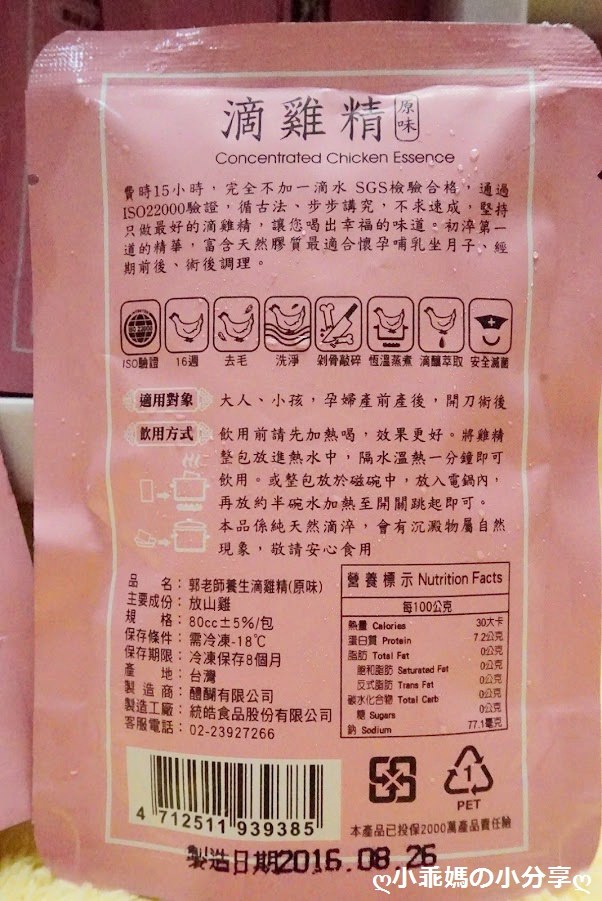 滴雞精 原味
Concentrated Chicken Essence
費時15小時，完全不加一滴水 SGS檢驗合格，通過
ISO22000驗證，循古法、步步講究，不求速成，堅持
只做最好的滴雞精，讓您喝出幸福的味道。初淬第一
道的精華，富含天然膠質最適合懷孕哺乳坐月子、經
期前後、術後調理。
ISO驗證 16週 去毛 洗淨 剁骨敲碎 恆溫蒸煮 滴釀萃取 安全滅菌
適用對象 大人、小孩，孕婦產前產後，開刀術後
飲用方式 飲用前請先加熱喝，效果更好。將雞精
整包放進熱水中，隔水溫熱一分鐘即可
飲用。或整包放於磁碗中，放入電鍋內，
再放約半碗水加熱至開關跳起即可。
本品係純天然滴淬，會有沉澱物屬自然
現象，敬請安心食用
品名：郭老師養生滴雞精(原味)
主要成份：放山雞
規格：80cc±5%/包
保存條件：需冷凍-18℃
保存期限：冷凍保存8個月
產地：台灣
製造商：醴醐有限公司
製造工廠：統皓食品股份有限公司
客服電話：02-23927266
營養標示 Nutrition Facts
每100公克
熱量 Calories 30大卡
蛋白質 Protein 7.2公克
脂肪 Total Fat 0公克
飽和脂肪 Saturated Fat 0公克
反式脂肪 Trans Fat 0公克
碳水化合物 Total Carb 0公克
糖 Sugars 0公克
鈉 Sodium 77.1毫克
4 712511 939385
1
PET
本產品已投保2000萬產品責任險
製造日期2016.08.26
ღ小乖媽の小分享ღ